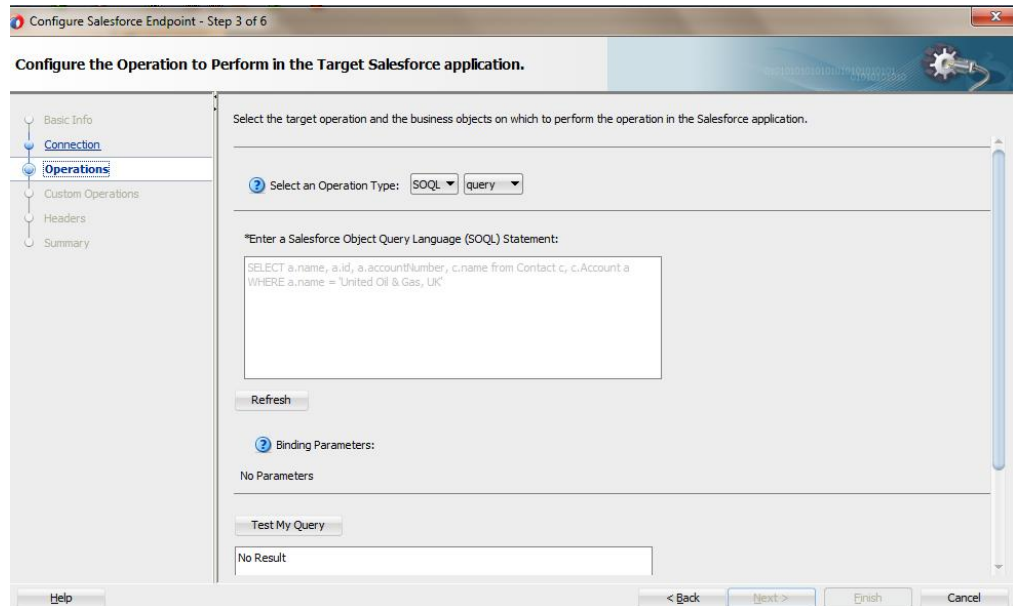 Configure Salesforce Endpoint - Step 3 of 6
Configure the Operation to Perform in the Target Salesforce application.
Basic Info
Connection
Operations
Custom Operations
Headers
Summary
Select the target operation and the business objects on which to perform the operation in the Salesforce application.
Select an Operation Type: SOQL query
*Enter a Salesforce Object Query Language (SOQL) Statement:
SELECT a.name, a.id, a.accountNumber, c.name from Contact c, c.Account a
WHERE a.name = 'United Oil & Gas, UK'
Refresh
Binding Parameters:
No Parameters
Test My Query
No Result
Help < Back Next > Finish Cancel